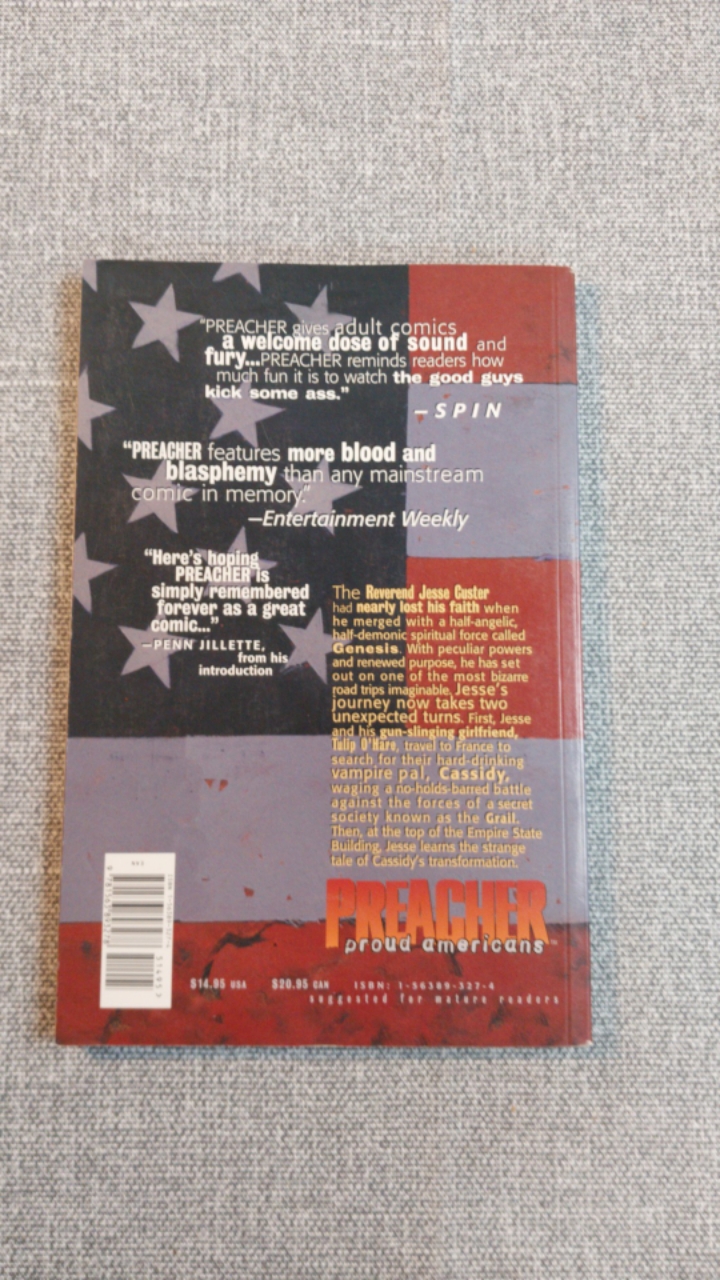 "PREACHER gives adult comics
a welcome dose of sound and
fury...PREACHER reminds readers how
much fun it is to watch the good guys
kick some ass."
—SPIN
"PREACHER features more blood and
blasphemy than any mainstream
comic in memory."
—Entertainment Weekly
"Here's hoping
PREACHER is
simply remembered
forever as a great
comic..."
—PENN JILLETTE,
from his
introduction
The Reverend Jesse Custer
had nearly lost his faith when
he merged with a half-angelic,
half-demonic spiritual force called
Genesis. With peculiar powers
and renewed purpose, he has set
out on one of the most bizarre
road trips imaginable. Jesse's
journey now takes two
unexpected turns. First, Jesse
and his gun-slinging girlfriend,
Tulip O'Hare, travel to France to
search for their hard-drinking
vampire pal, Cassidy,
waging a no-holds-barred battle
against the forces of a secret
society known as the Grail.
Then, at the top of the Empire State
Building, Jesse learns the strange
tale of Cassidy's transformation.
PREACHER™
proud americans
$14.95 USA $20.95 CAN ISBN: 1-56389-327-4
suggested for mature readers